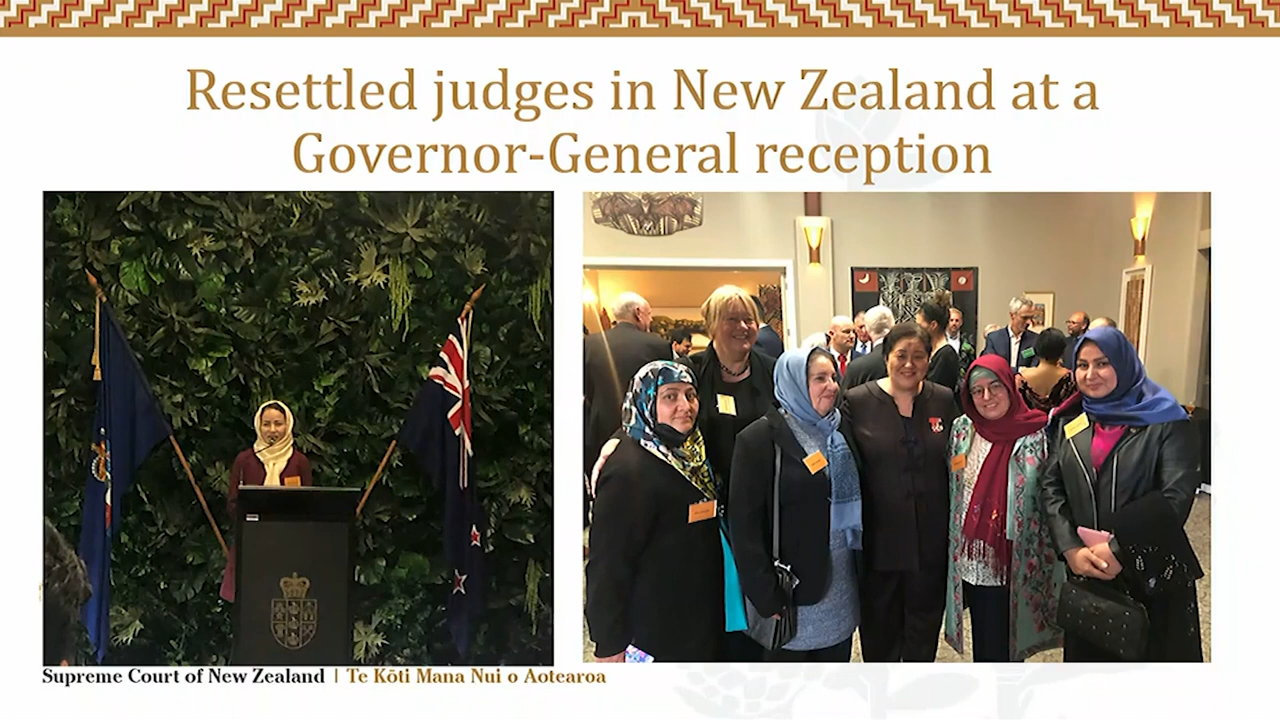 Resettled judges in New Zealand at a
Governor-General reception
Supreme Court of New Zealand | Te Kōti Mana Nui o Aotearoa